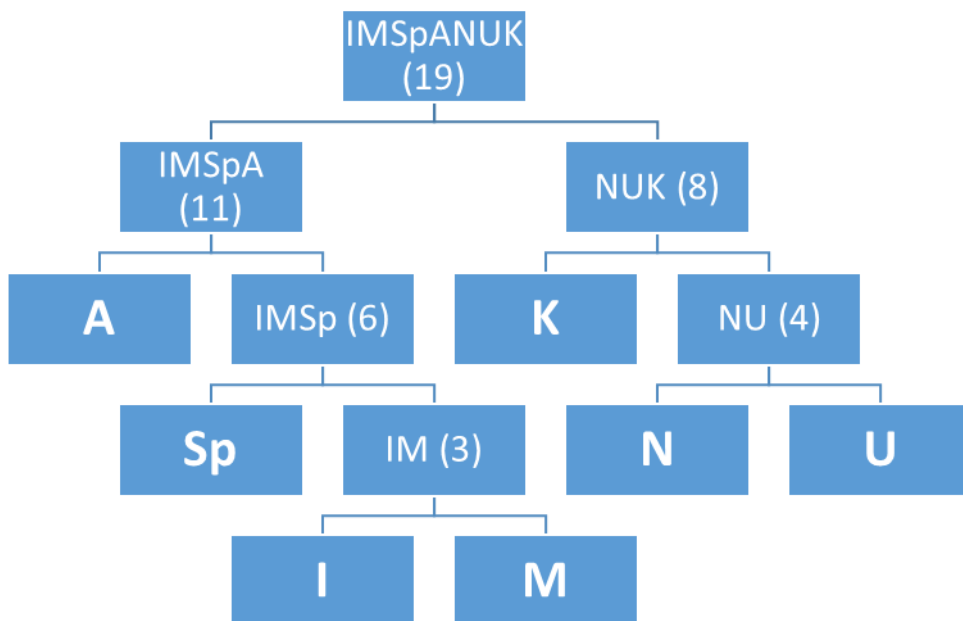 IMSpANUK
(19)
IMSpA
(11)
NUK (8)
A
IMSp (6)
K
NU (4)
Sp
IM (3)
N
U
I
M